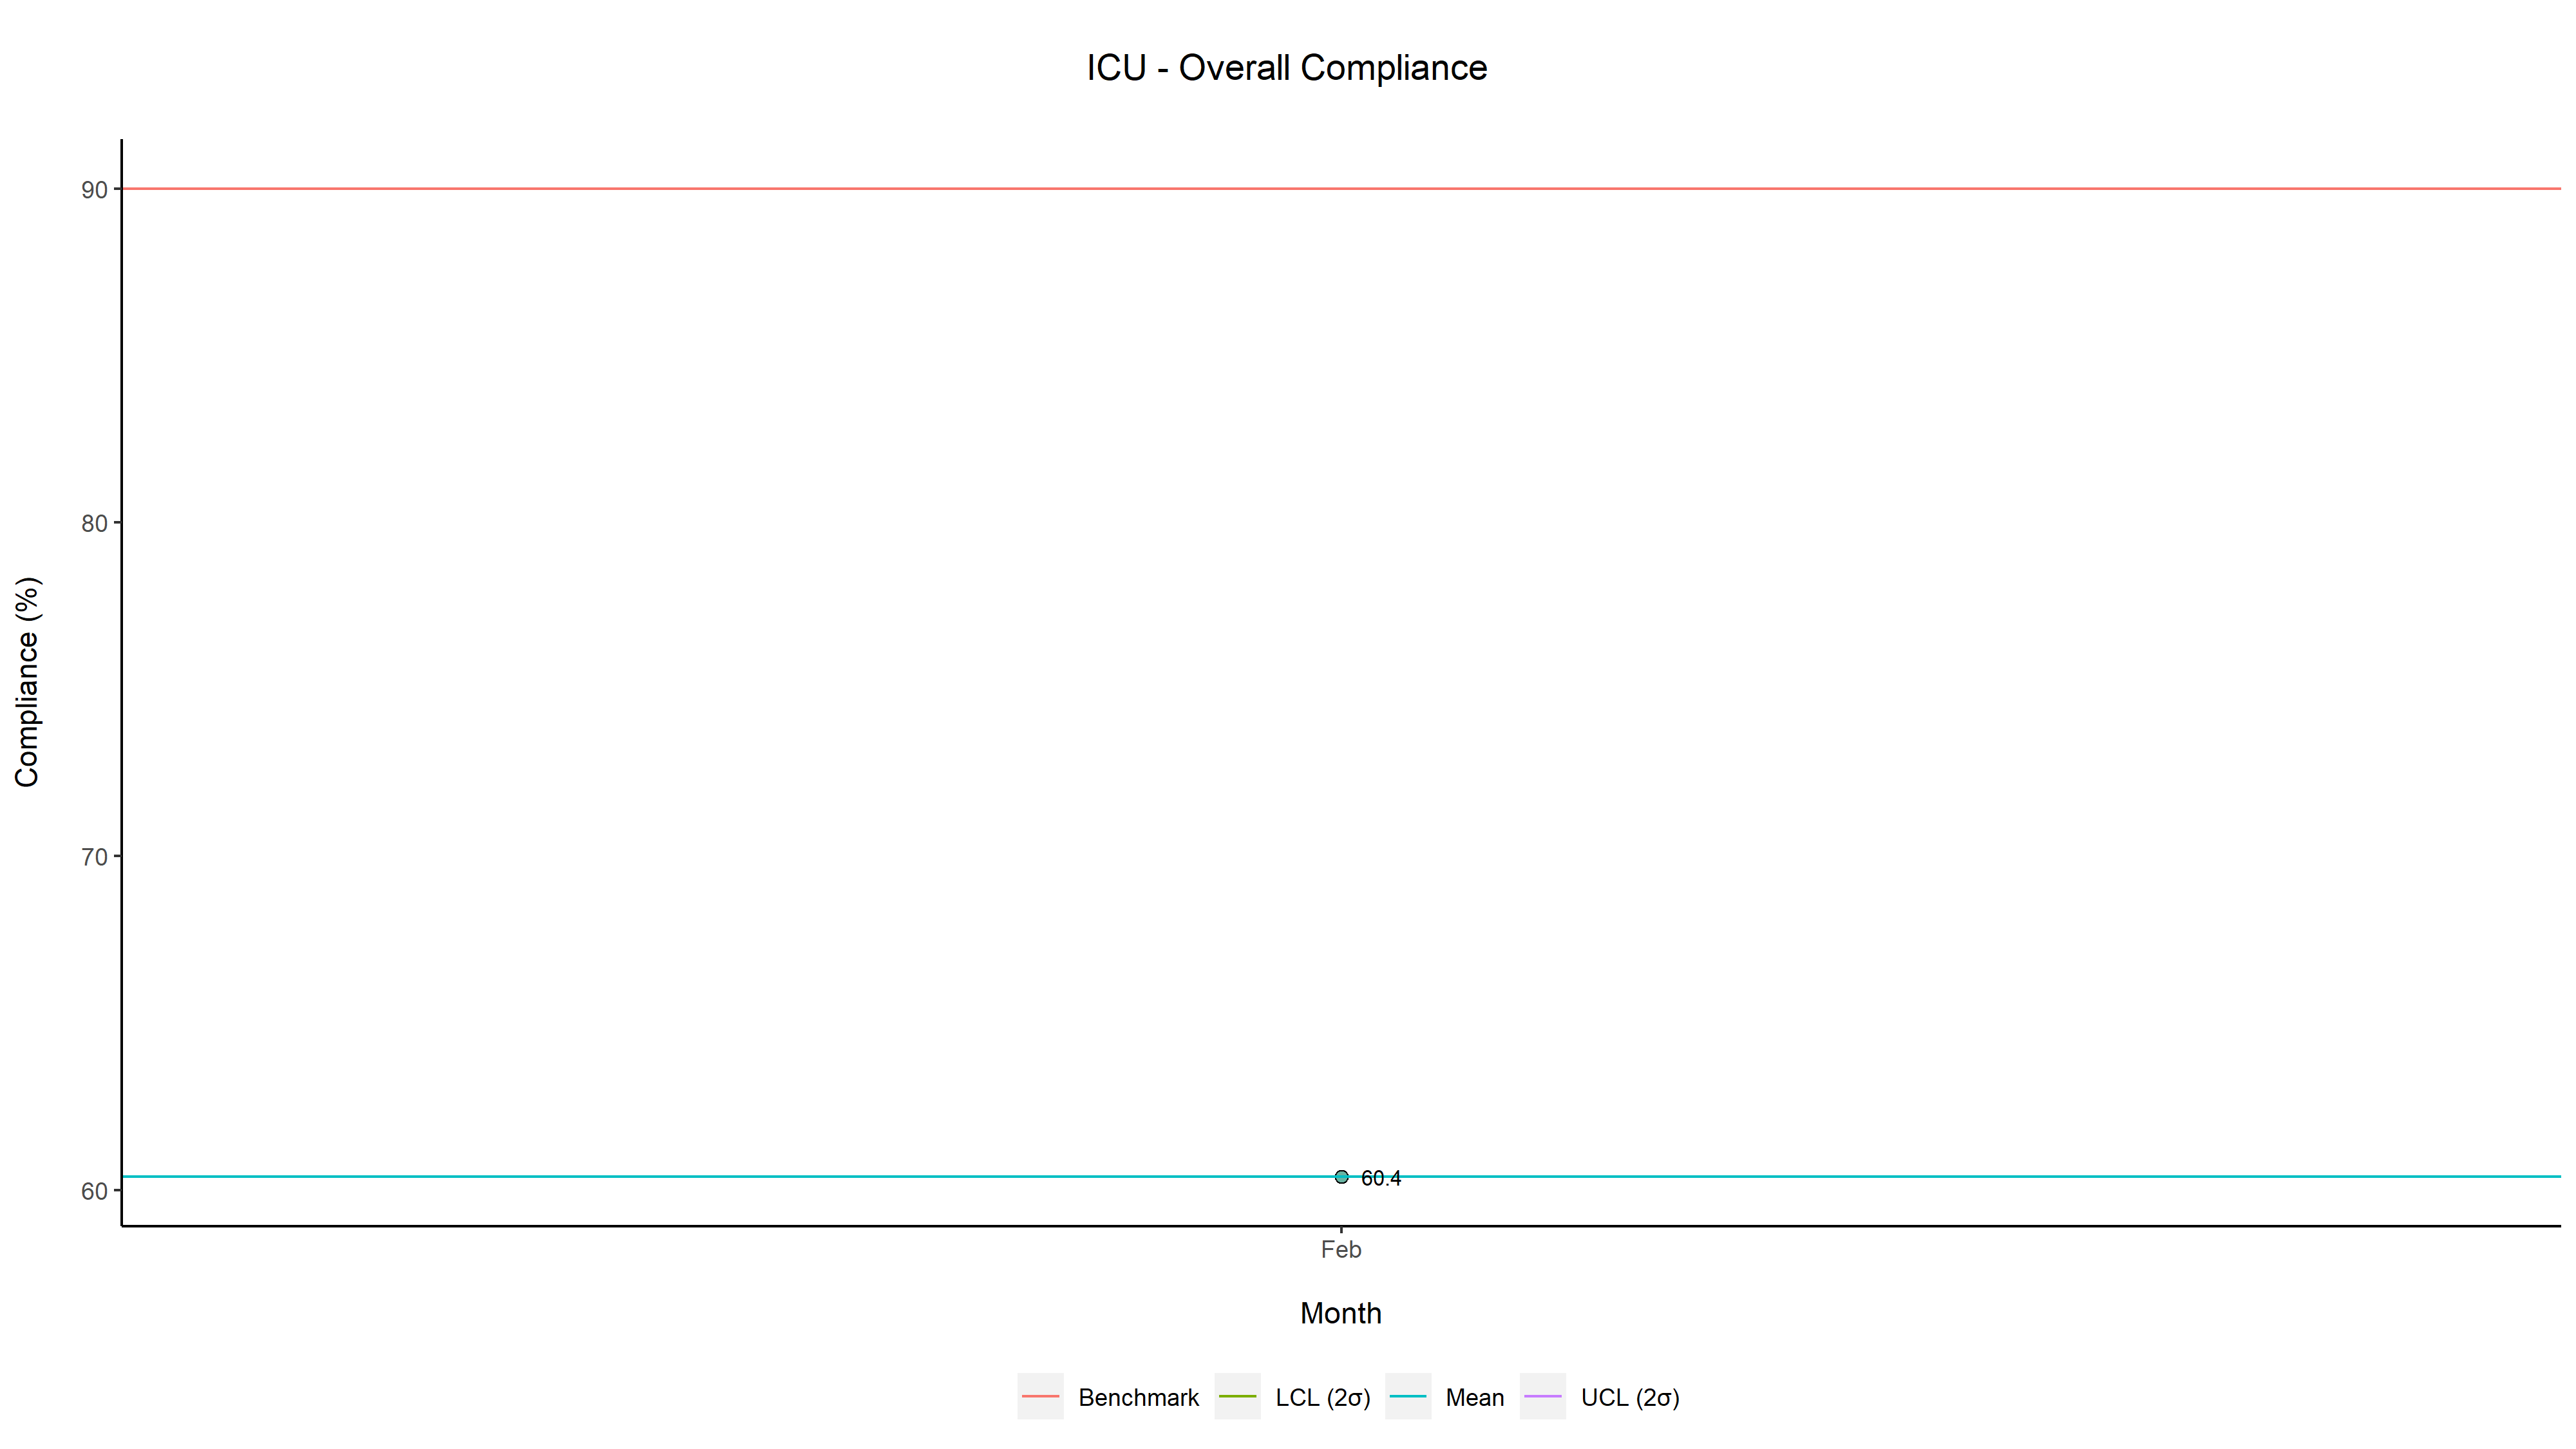 ICU - Overall Compliance
Compliance (%)
90
80
70
60
60.4
Feb
Month
Benchmark LCL (2σ) Mean UCL (2σ)